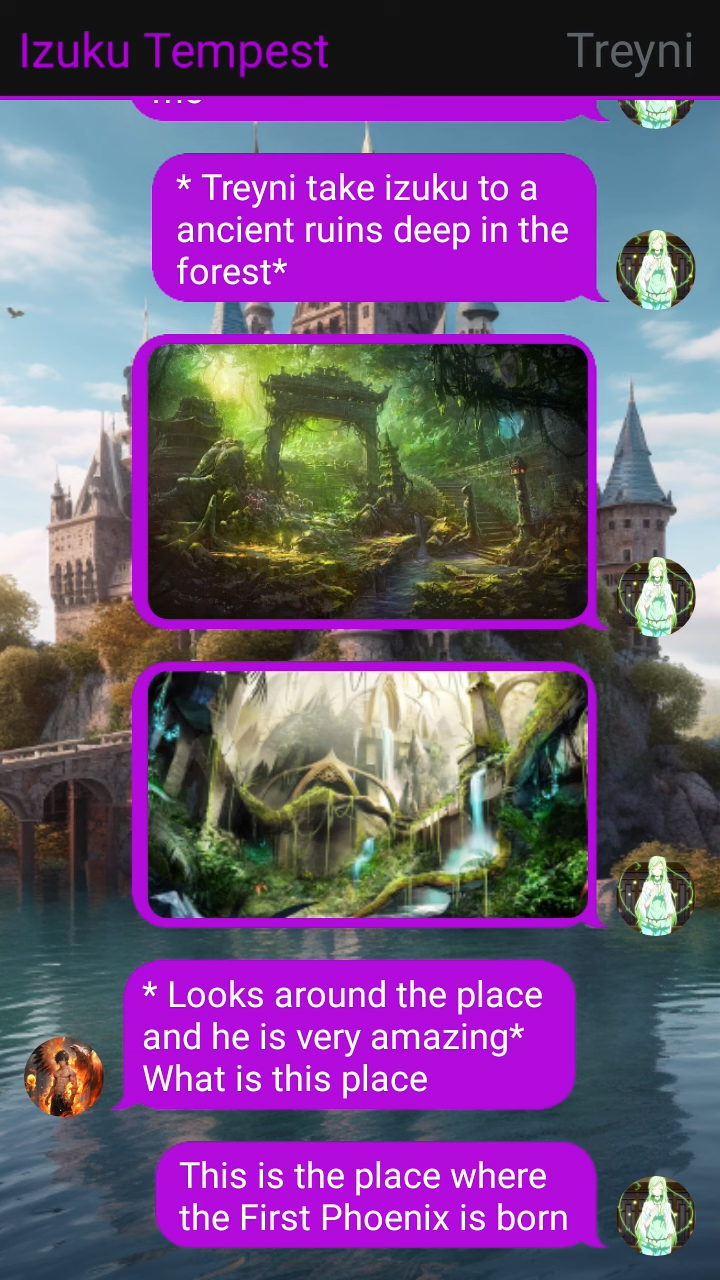 Izuku Tempest Treyni
* Treyni take izuku to a
ancient ruins deep in the
forest*
* Looks around the place
and he is very amazing*
What is this place
This is the place where
the First Phoenix is born